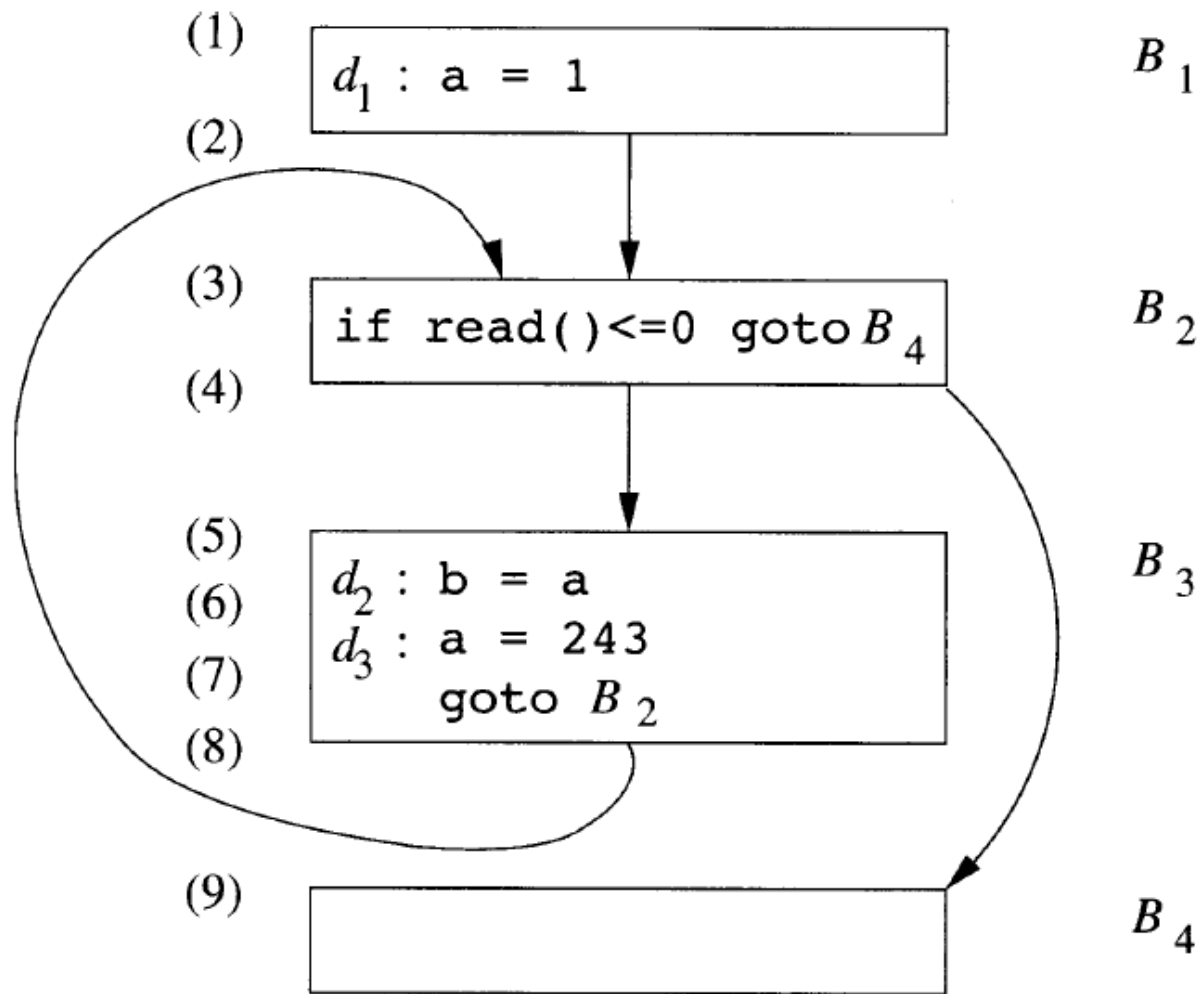 (1)
d1 : a = 1
B1
(2)
(3)
if read()<=0 goto B4
B2
(4)
(5)
d2 : b = a
B3
(6)
d3 : a = 243
(7)
goto B2
(8)
(9)
B4